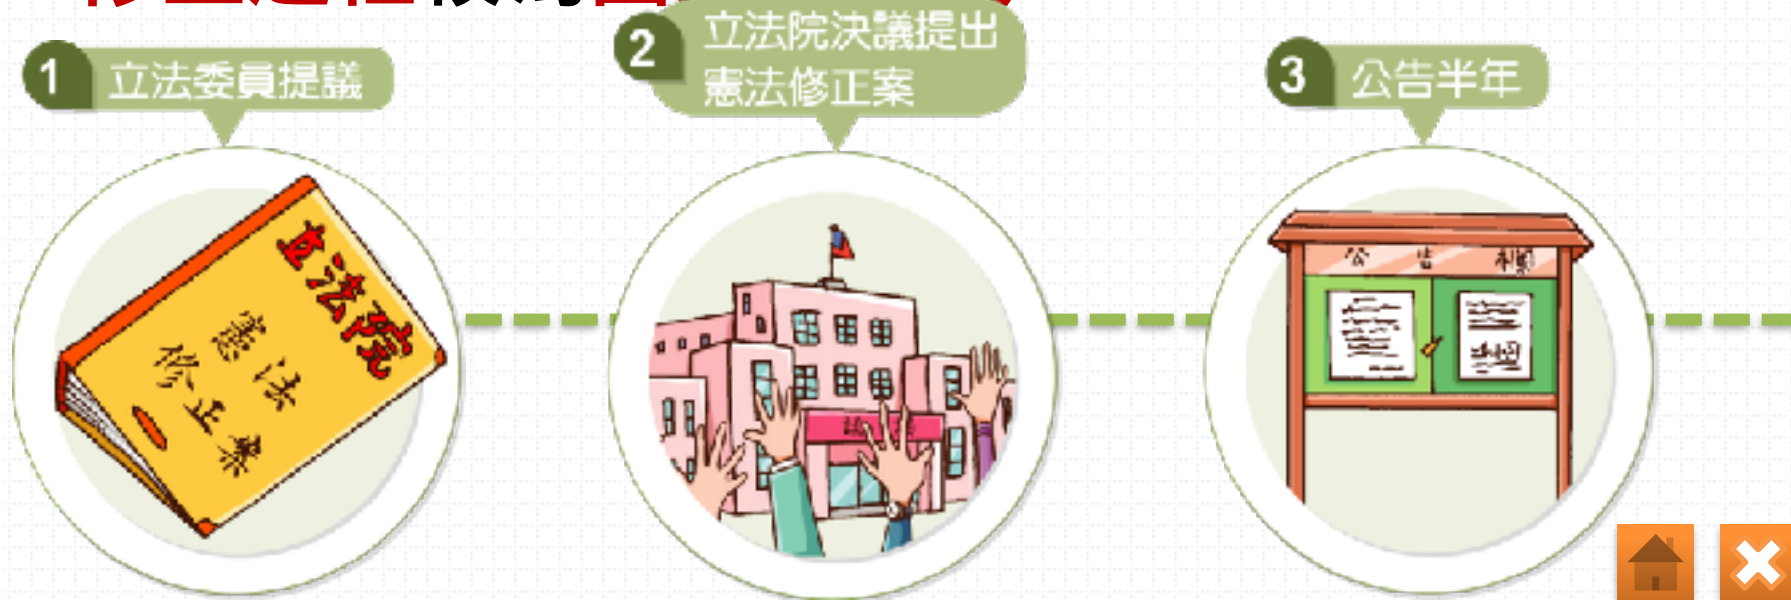 1 立法委員提議
2 立法院決議提出
憲法修正案
3 公告半年
立法院
憲法
修正案
公告欄